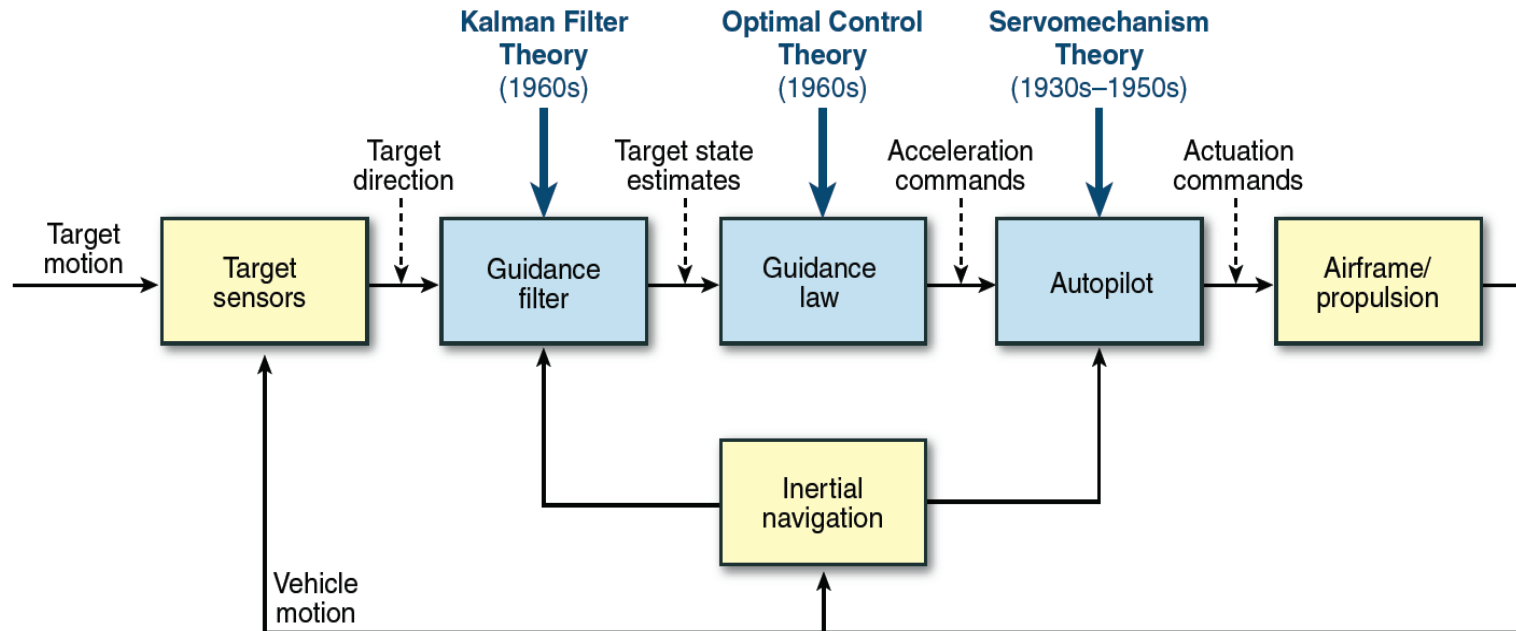 Kalman Filter
Theory
(1960s)
Optimal Control
Theory
(1960s)
Servomechanism
Theory
(1930s–1950s)
Target
direction
Target state
estimates
Acceleration
commands
Actuation
commands
Target
motion
Target
sensors
Guidance
filter
Guidance
law
Autopilot
Airframe/
propulsion
Inertial
navigation
Vehicle
motion